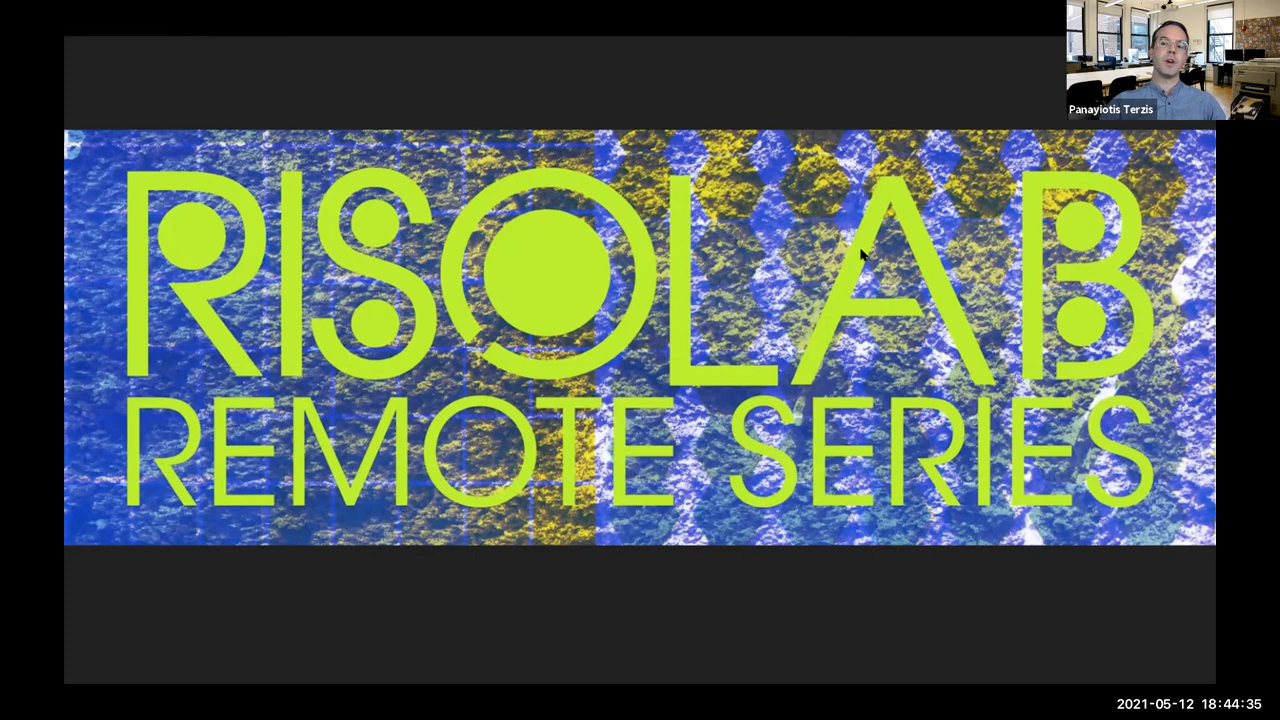 Panayiotis Terzis
RISOLAB
REMOTE SERIES
2021-05-12 18:44:35